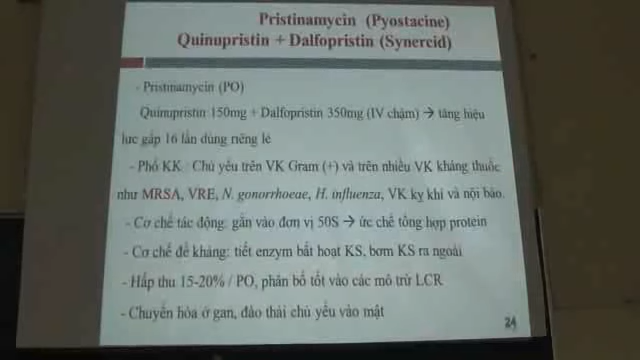 Pristinamycin (Pyostacine)
Quinupristin + Dalfopristin (Synercid)
- Pristinamycin (PO)
Quinupristin 150mg + Dalfopristin 350mg (IV chậm) → tăng hiệu
lực gấp 16 lần dùng riêng lẻ
- Phổ KK : Chủ yếu trên VK Gram (+) và trên nhiều VK kháng thuốc
như MRSA, VRE, N. gonorrhoeae, H. influenza, VK kỵ khí và nội bào.
- Cơ chế tác động: gắn vào đơn vị 50S → ức chế tổng hợp protein
- Cơ chế đề kháng: tiết enzym bất hoạt KS, bơm KS ra ngoài
- Hấp thu 15-20% / PO, phân bố tốt vào các mô trừ LCR
- Chuyển hóa ở gan, đào thải chủ yếu vào mật
24